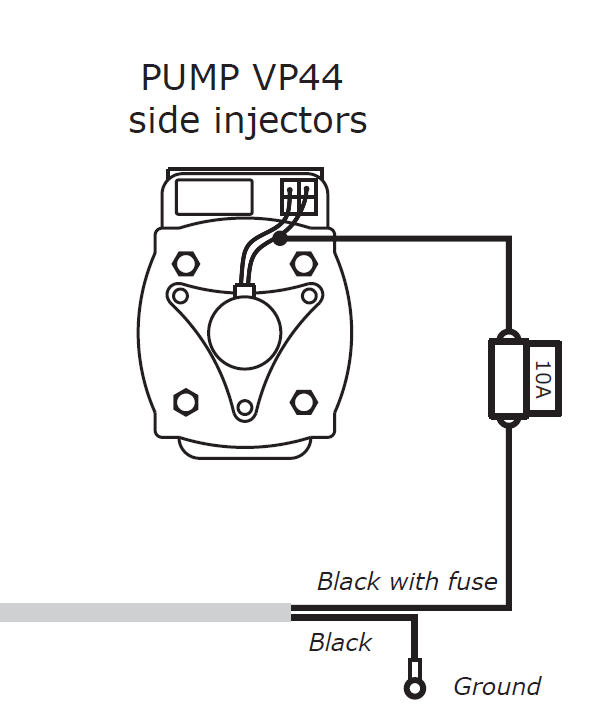 PUMP VP44
side injectors
10A
Black with fuse
Black
Ground